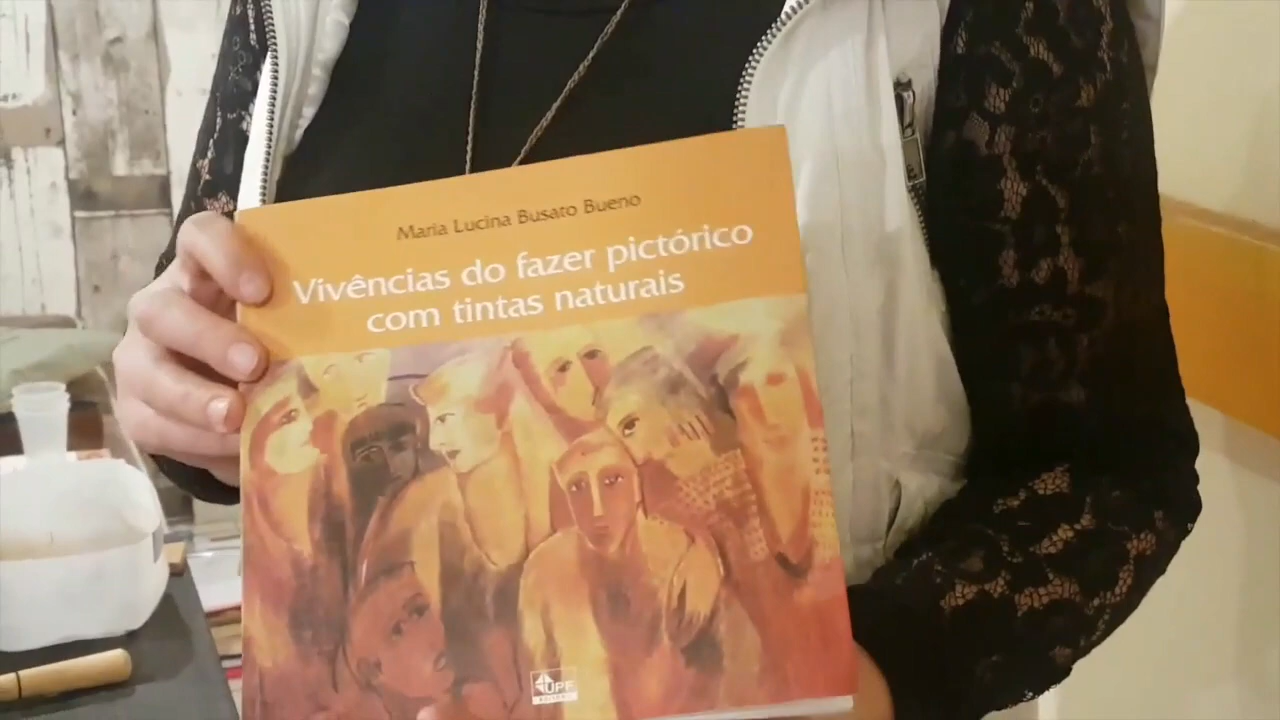 Maria Lucina Busato Bueno
Vivências do fazer pictórico
com tintas naturais
UPF